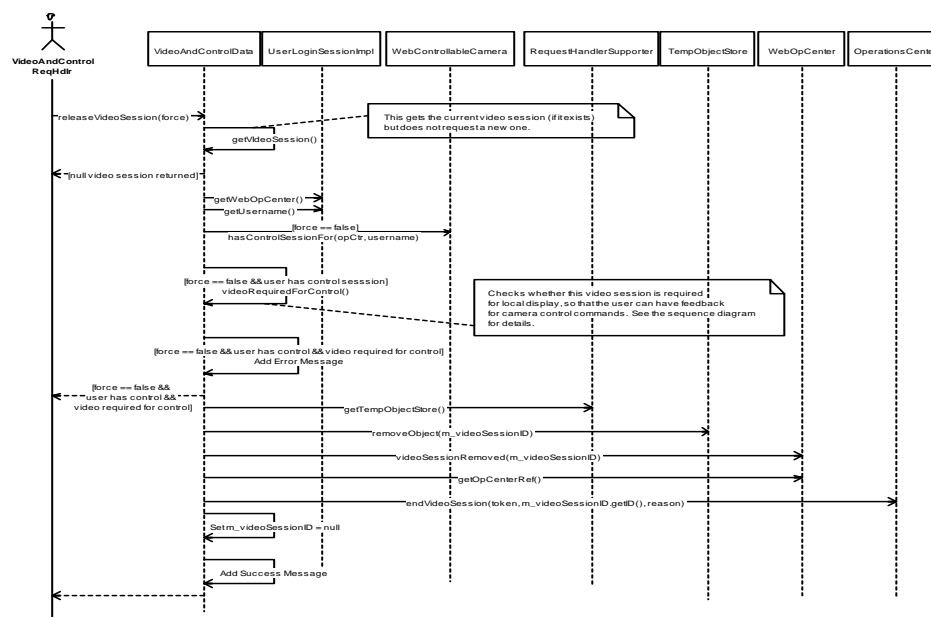 VideoAndControl
ReqHdlr
VideoAndControlData
UserLoginSessionImpl
WebControllableCamera
RequestHandlerSupporter
TempObjectStore
WebOpCenter
OperationsCente
releaseVideoSession(force)
This gets the current video session (if it exists)
but does not request a new one.
getVideoSession()
[null video session returned]
getWebOpCenter()
getUsername()
[force == false]
hasControlSessionFor(opCtr, username)
[force == false && user has control sesssion]
videoRequiredForControl()
Checks whether this video session is required
for local display, so that the user can have feedback
for camera control commands. See the sequence diagram
for details.
[force == false && user has control && video required for control]
Add Error Message
[force == false &&
user has control &&
video required for control]
getTempObjectStore()
removeObject(m_videoSessionID)
videoSessionRemoved(m_videoSessionID)
getOpCenterRef()
endVideoSession(token, m_videoSessionID.getID(), reason)
Set m_videoSessionID = null
Add Success Message